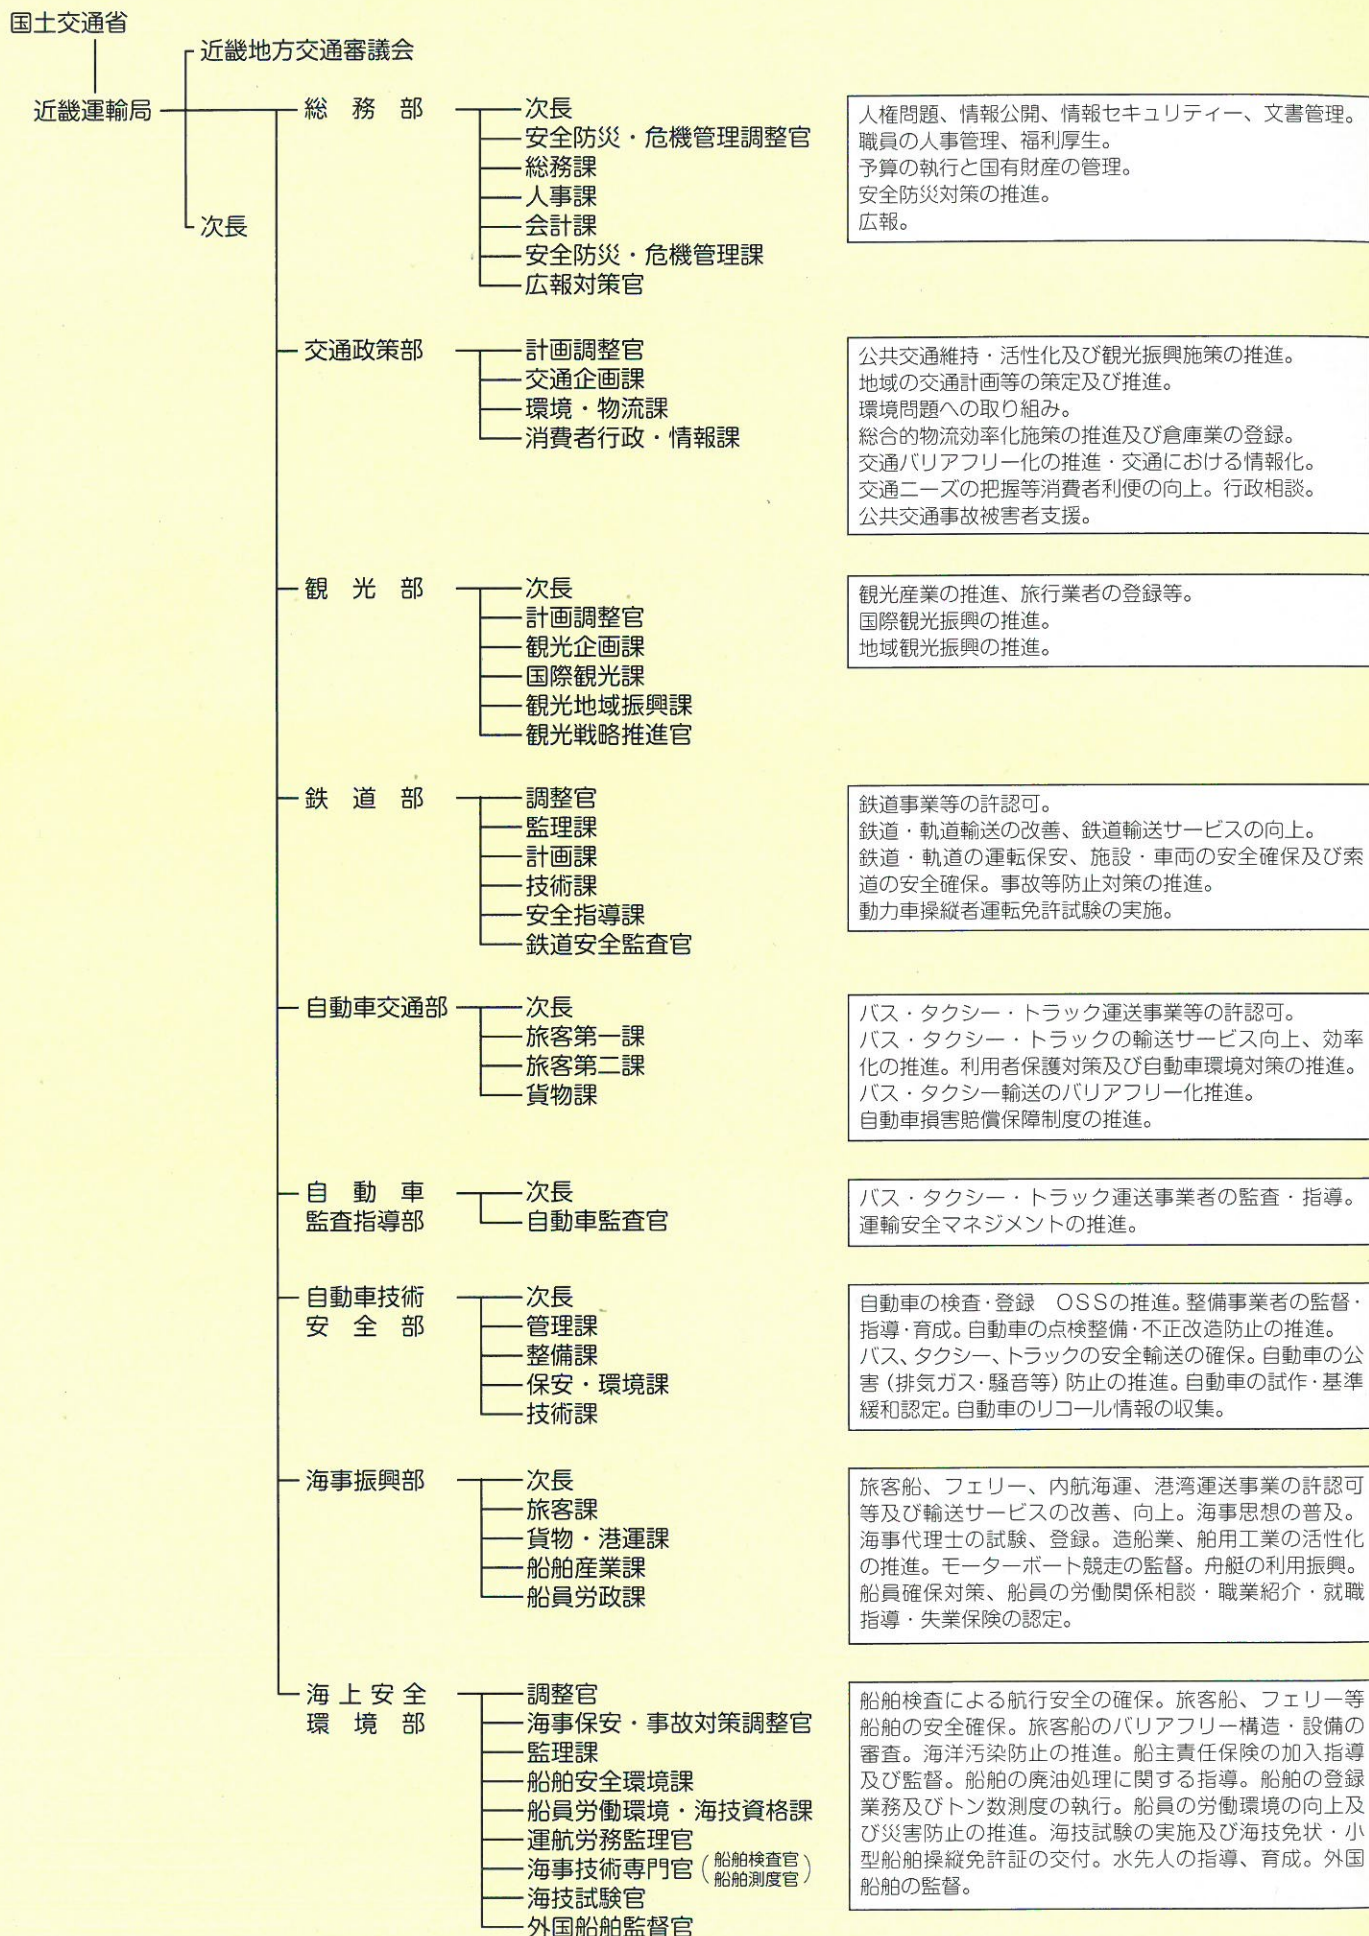 国土交通省
近畿運輸局
近畿地方交通審議会
次長
総務部
次長
安全防災・危機管理調整官
総務課
人事課
会計課
安全防災・危機管理課
広報対策官
人権問題、情報公開、情報セキュリティー、文書管理。
職員の人事管理、福利厚生。
予算の執行と国有財産の管理。
安全防災対策の推進。
広報。
交通政策部
計画調整官
交通企画課
環境・物流課
消費者行政・情報課
公共交通維持・活性化及び観光振興施策の推進。
地域の交通計画等の策定及び推進。
環境問題への取り組み。
総合的物流効率化施策の推進及び倉庫業の登録。
交通バリアフリー化の推進・交通における情報化。
交通ニーズの把握等消費者利便の向上。行政相談。
公共交通事故被害者支援。
観光部
次長
計画調整官
観光企画課
国際観光課
観光地域振興課
観光戦略推進官
観光産業の推進、旅行業者の登録等。
国際観光振興の推進。
地域観光振興の推進。
鉄道部
調整官
監理課
計画課
技術課
安全指導課
鉄道安全監査官
鉄道事業等の許認可。
鉄道・軌道輸送の改善、鉄道輸送サービスの向上。
鉄道・軌道の運転保安、施設・車両の安全確保及び索
道の安全確保。事故等防止対策の推進。
動力車操縦者運転免許試験の実施。
自動車交通部
次長
旅客第一課
旅客第二課
貨物課
バス・タクシー・トラック運送事業等の許認可。
バス・タクシー・トラックの輸送サービス向上、効率
化の推進。利用者保護対策及び自動車環境対策の推進。
バス・タクシー輸送のバリアフリー化推進。
自動車損害賠償保障制度の推進。
自動車
監査指導部
次長
自動車監査官
バス・タクシー・トラック運送事業者の監査・指導。
運輸安全マネジメントの推進。
自動車技術
安全部
次長
管理課
整備課
保安・環境課
技術課
自動車の検査・登録　OSSの推進。整備事業者の監督・
指導・育成。自動車の点検整備・不正改造防止の推進。
バス、タクシー、トラックの安全輸送の確保。自動車の公
害(排気ガス・騒音等)防止の推進。自動車の試作・基準
緩和認定。自動車のリコール情報の収集。
海事振興部
次長
旅客課
貨物・港運課
船舶産業課
船員労政課
旅客船、フェリー、内航海運、港湾運送事業の許認可
等及び輸送サービスの改善、向上。海事思想の普及。
海事代理士の試験、登録。造船業、舶用工業の活性化
の推進。モーターボート競走の監督。舟艇の利用振興。
船員確保対策、船員の労働関係相談・職業紹介・就職
指導・失業保険の認定。
海上安全
環境部
調整官
海事保安・事故対策調整官
監理課
船舶安全環境課
船員労働環境・海技資格課
運航労務監理官
海事技術専門官(船舶検査官 船舶測度官)
海技試験官
外国船舶監督官
船舶検査による航行安全の確保。旅客船、フェリー等
船舶の安全確保。旅客船のバリアフリー構造・設備の
審査。海洋汚染防止の推進。船主責任保険の加入指導
及び監督。船舶の廃油処理に関する指導。船舶の登録
業務及びトン数測度の執行。船員の労働環境の向上及
び災害防止の推進。海技試験の実施及び海技免状・小
型船舶操縦免許証の交付。水先人の指導、育成。外国
船舶の監督。